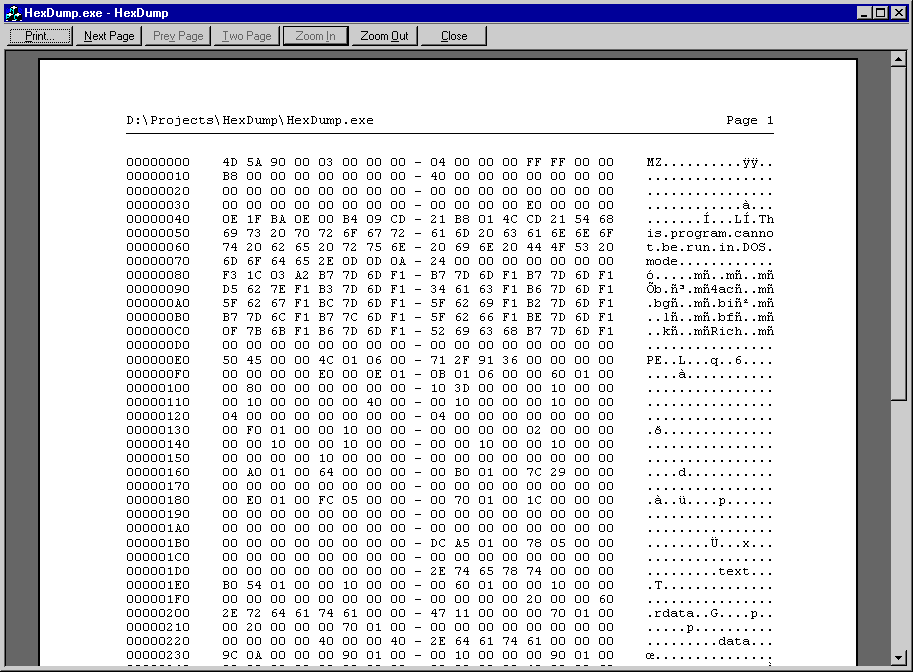 HexDump.exe - HexDump
Print... Next Page Prev Page Two Page Zoom In Zoom Out Close
D:\Projects\HexDump\HexDump.exe Page 1
00000000 4D 5A 90 00 03 00 00 00 - 04 00 00 00 FF FF 00 00 MZ..........ÿÿ..
00000010 B8 00 00 00 00 00 00 00 - 40 00 00 00 00 00 00 00 ................
00000020 00 00 00 00 00 00 00 00 - 00 00 00 00 00 00 00 00 ................
00000030 00 00 00 00 00 00 00 00 - 00 00 00 00 E0 00 00 00 ............à...
00000040 0E 1F BA 0E 00 B4 09 CD - 21 B8 01 4C CD 21 54 68 .......Í...LÍ.Th
00000050 69 73 20 70 72 6F 67 72 - 61 6D 20 63 61 6E 6E 6F is.program.canno
00000060 74 20 62 65 20 72 75 6E - 20 69 6E 20 44 4F 53 20 t.be.run.in.DOS.
00000070 6D 6F 64 65 2E 0D 0D 0A - 24 00 00 00 00 00 00 00 mode............
00000080 F3 1C 03 A2 B7 7D 6D F1 - B7 7D 6D F1 B7 7D 6D F1 ó.....mñ..mñ..mñ
00000090 D5 62 7E F1 B3 7D 6D F1 - 34 61 63 F1 B6 7D 6D F1 Õb.ñ³.mñ4acñ..mñ
000000A0 5F 62 67 F1 BC 7D 6D F1 - 5F 62 69 F1 B2 7D 6D F1 .bgñ..mñ.biñ².mñ
000000B0 B7 7D 6C F1 B7 7C 6D F1 - 5F 62 66 F1 BE 7D 6D F1 ..lñ..mñ.bfñ..mñ
000000C0 0F 7B 6B F1 B6 7D 6D F1 - 52 69 63 68 B7 7D 6D F1 ..kñ..mñRich..mñ
000000D0 00 00 00 00 00 00 00 00 - 00 00 00 00 00 00 00 00 ................
000000E0 50 45 00 00 4C 01 06 00 - 71 2F 91 36 00 00 00 00 PE..L...q..6....
000000F0 00 00 00 00 E0 00 0E 01 - 0B 01 06 00 00 60 01 00 ....à...........
00000100 00 80 00 00 00 00 00 00 - 10 3D 00 00 00 10 00 00 ................
00000110 00 10 00 00 00 00 40 00 - 00 10 00 00 00 10 00 00 ................
00000120 04 00 00 00 00 00 00 00 - 04 00 00 00 00 00 00 00 ................
00000130 00 F0 01 00 00 10 00 00 - 00 00 00 00 02 00 00 00 .ð..............
00000140 00 00 10 00 00 10 00 00 - 00 00 10 00 00 10 00 00 ................
00000150 00 00 00 00 10 00 00 00 - 00 00 00 00 00 00 00 00 ................
00000160 00 A0 01 00 64 00 00 00 - 00 B0 01 00 7C 29 00 00 ....d...........
00000170 00 00 00 00 00 00 00 00 - 00 00 00 00 00 00 00 00 ................
00000180 00 E0 01 00 FC 05 00 00 - 00 70 01 00 1C 00 00 00 .à..ü....p......
00000190 00 00 00 00 00 00 00 00 - 00 00 00 00 00 00 00 00 ................
000001A0 00 00 00 00 00 00 00 00 - 00 00 00 00 00 00 00 00 ................
000001B0 00 00 00 00 00 00 00 00 - DC A5 01 00 78 05 00 00 ........Ü...x...
000001C0 00 00 00 00 00 00 00 00 - 00 00 00 00 00 00 00 00 ................
000001D0 00 00 00 00 00 00 00 00 - 2E 74 65 78 74 00 00 00 .........text...
000001E0 B0 54 01 00 00 10 00 00 - 00 60 01 00 00 10 00 00 .T..............
000001F0 00 00 00 00 00 00 00 00 - 00 00 00 00 20 00 00 60 ................
00000200 2E 72 64 61 74 61 00 00 - 47 11 00 00 00 70 01 00 .rdata..G....p..
00000210 00 20 00 00 00 70 01 00 - 00 00 00 00 00 00 00 00 .....p..........
00000220 00 00 00 00 40 00 00 40 - 2E 64 61 74 61 00 00 00 .........data...
00000230 9C 0A 00 00 00 90 01 00 - 00 10 00 00 00 90 01 00 œ...............